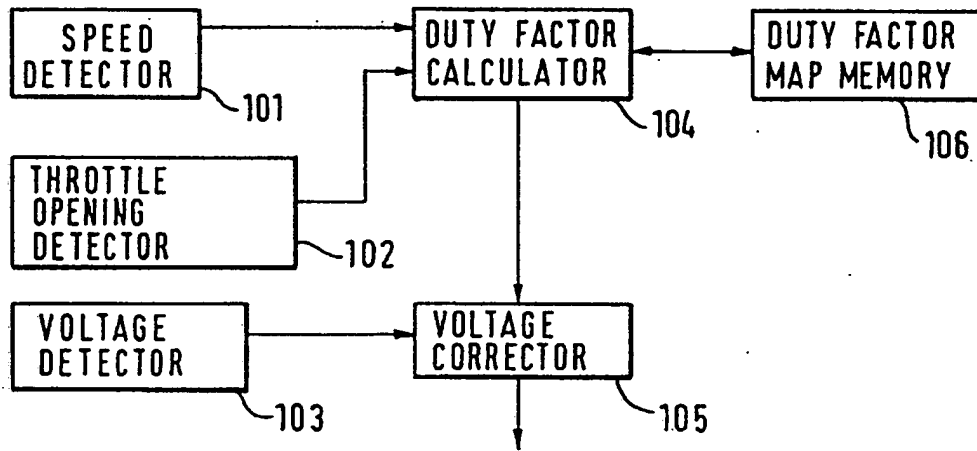 SPEED
DETECTOR
101
DUTY FACTOR
CALCULATOR
104
DUTY FACTOR
MAP MEMORY
106
THROTTLE
OPENING
DETECTOR
102
VOLTAGE
DETECTOR
103
VOLTAGE
CORRECTOR
105